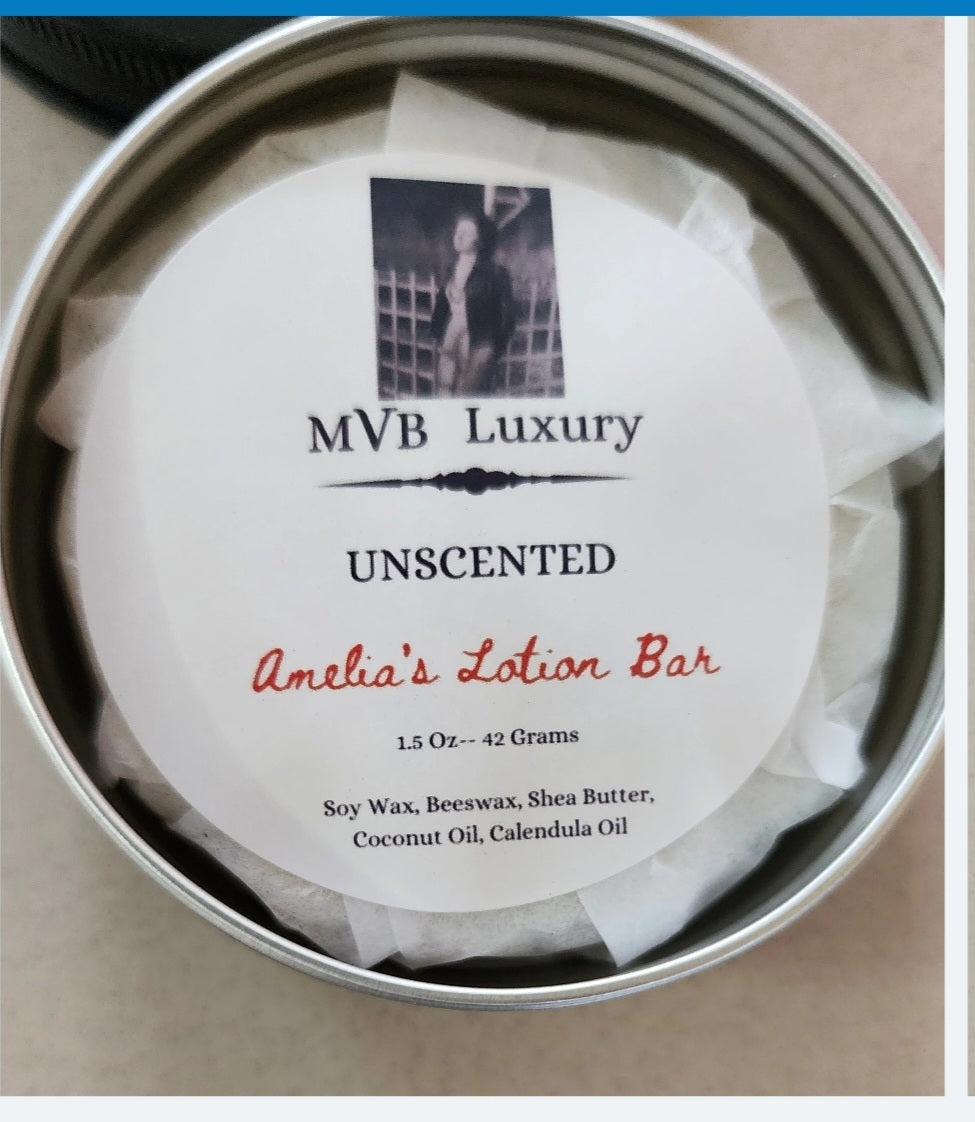 MVB Luxury
UNSCENTED
Amelia's Lotion Bar
1.5 Oz-- 42 Grams
Soy Wax, Beeswax, Shea Butter,
Coconut Oil, Calendula Oil